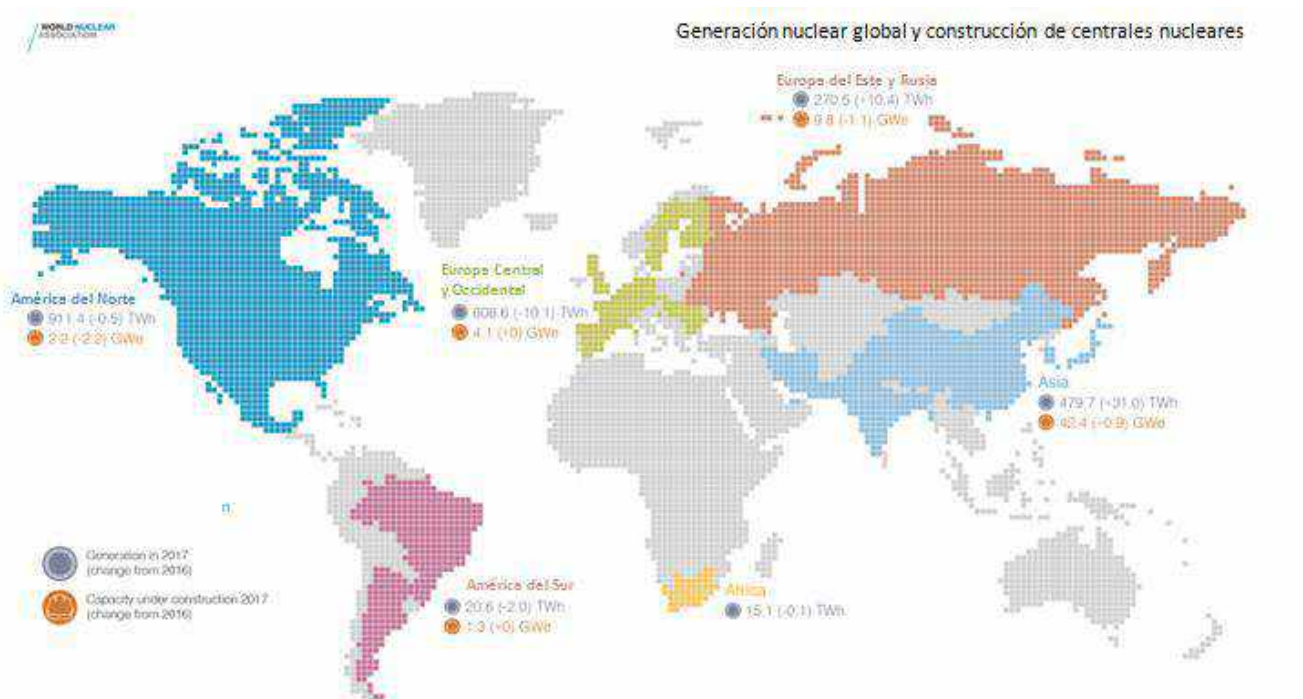 WORLD NUCLEAR
ASSOCIATION
Generación nuclear global y construcción de centrales nucleares
Europa del Este y Rusia
270.5 (+10.4) TWh
9.8 (-1.1) GWe
Europa Central
y Occidental
808.6 (-10.1) TWh
4.1 (+0) GWe
América del Norte
911.4 (-0.5) TWh
2.2 (-2.2) GWe
Asia
479.7 (+31.0) TWh
42.4 GWe
n
Generation in 2017
(change from 2016)
Capacity under construction 2017
(change from 2016)
América del Sur
20.6 (-2.0) TWh
1.3 (+0) GWe
Africa
15.1 (-0.1) TWh